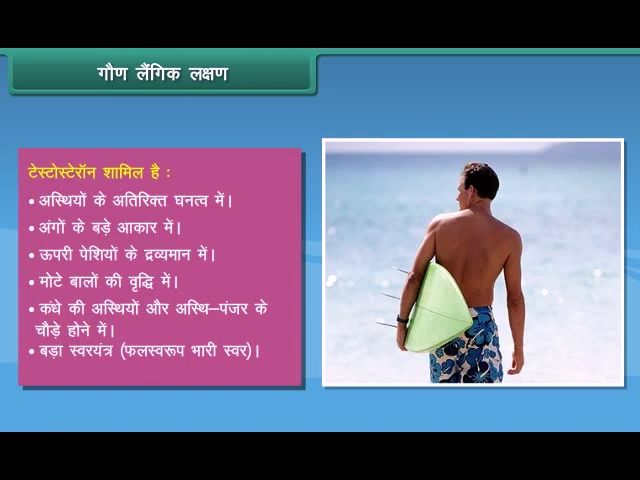 गौण लैंगिक लक्षण
टेस्टोस्टेरॉन शामिल है :
• अस्थियों के अतिरिक्त घनत्व में।
• अंगों के बड़े आकार में।
• ऊपरी पेशियों के द्रव्यमान में।
• मोटे बालों की वृद्धि में।
• कंधे की अस्थियों और अस्थि–पंजर के
चौड़े होने में।
• बड़ा स्वरयंत्र (फलस्वरूप भारी स्वर)।